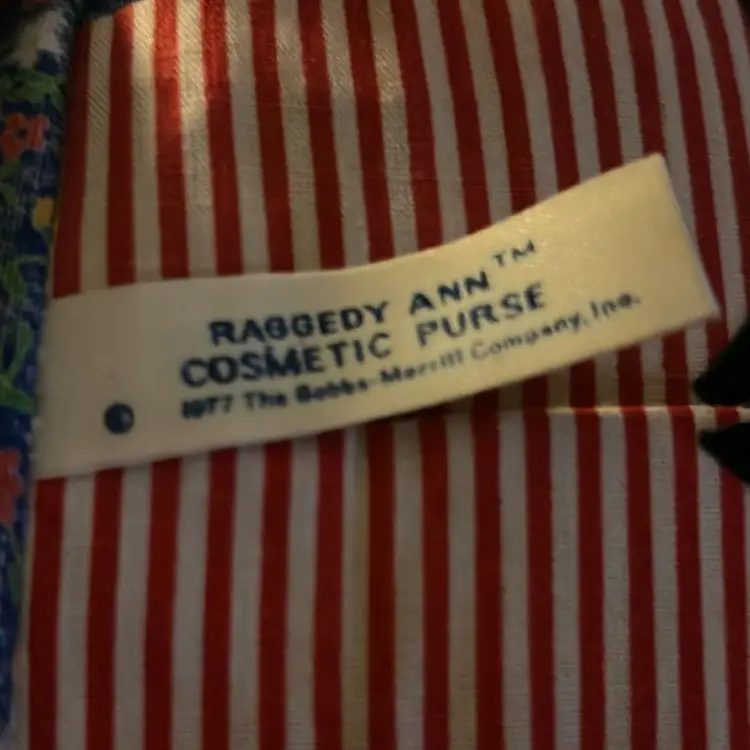 RAGGEDY ANN™
COSMETIC PURSE
© 1977 The Bobbs-Merrill Company, Inc.